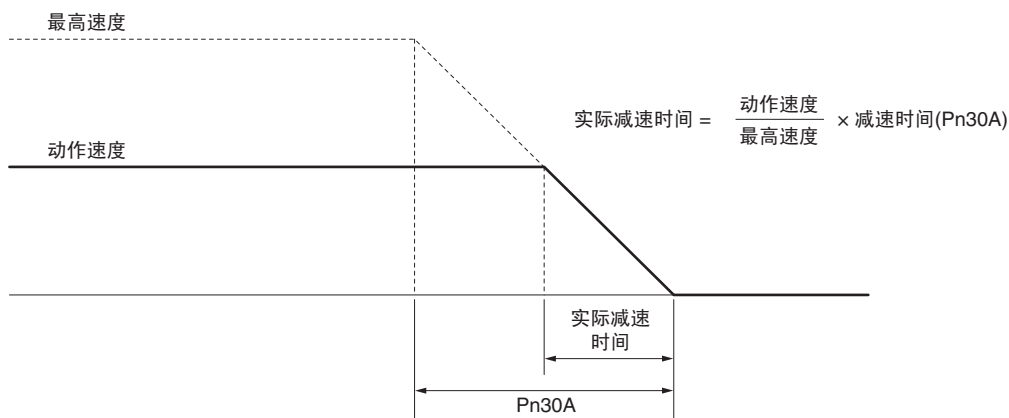 最高速度
实际减速时间 = 动作速度 / 最高速度 × 减速时间(Pn30A)
动作速度
实际减速
时间
Pn30A